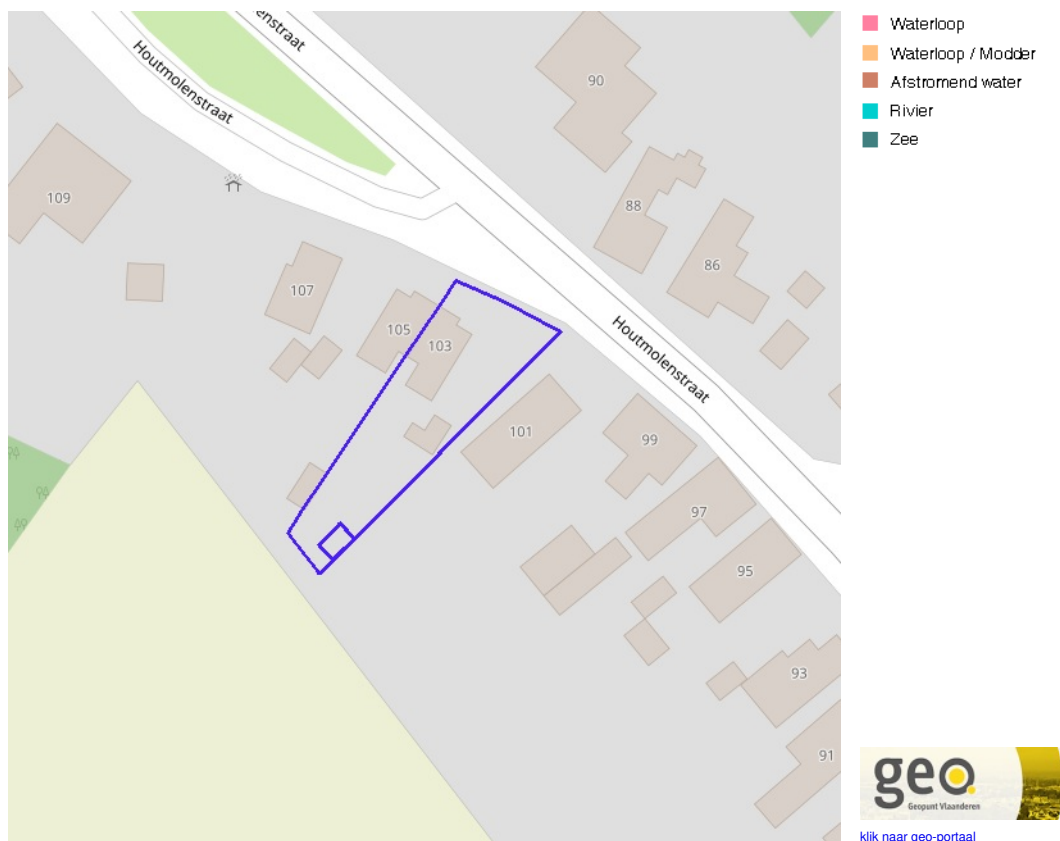 enstraat
Houtmolenstraat
90
109
88
86
107
105
103
Houtmolenstraat
101
99
97
95
93
91
Waterloop
Waterloop / Modder
Afstromend water
Rivier
Zee
geo
Geopunt Vlaanderen
klik naar geo-portaal